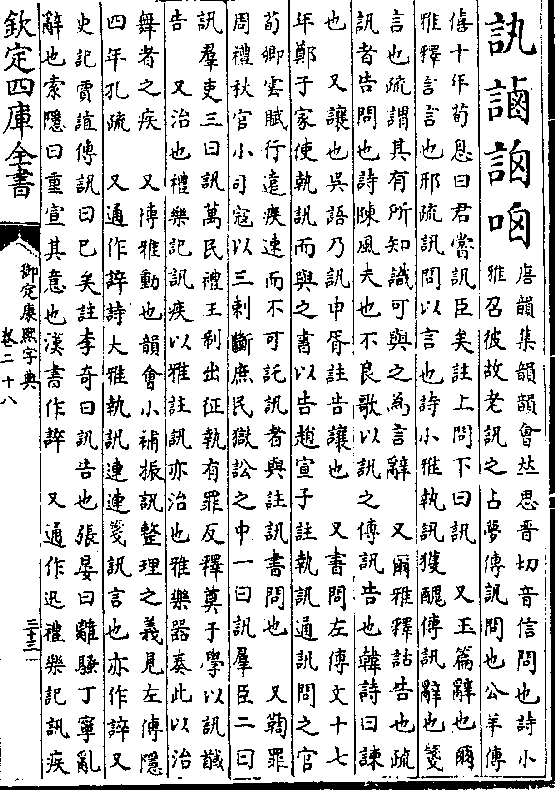 訙𧩼𧧷㕯唐韻集韻韻會𠀤思晉切音信問也詩小
雅召彼故老訊之占夢傳訊問也公羊傳
僖十年荀息曰君嘗訊臣矣註上問下曰訊 又玉篇辭也爾
雅釋言言也邢疏訊問以言也詩小雅執訊獲醜傳訊辭也箋
言也疏謂其有所知識可與之爲言辭 又爾雅釋詁告也疏
訊者告問也詩陳風夫也不良歌以訊之傳訊告也韓詩曰諫
也 又讓也吳語乃訊申胥註告讓也 又書問左傳文十七
年鄭子家使執訊而與之書以告趙宣子註執訊通訊問之官
荀卿雲賦行遠疾速而不可託訊者與註訊書問也 又鞫罪
周禮秋官小司寇以三刺斷庶民獄訟之中一曰訊羣臣二曰
訊羣吏三曰訊萬民禮王制出征執有罪反釋奠于學以訊馘
告 又治也禮樂記訊疾以雅註訊亦治也雅樂器奏此以治
舞者之疾 又博雅動也韻會小補振訊整理之義見左傳隱
四年孔疏 又通作誶詩大雅執訊連連箋訊言也亦作誶又
史記賈誼傳訊曰已矣註李奇曰訊告也張晏曰離騷丁寧亂
辭也索隱曰重宣其意也漢書作誶 又通作迅禮樂記訊疾
欽定四庫全書
御定康熙字典
卷二十八
三十三